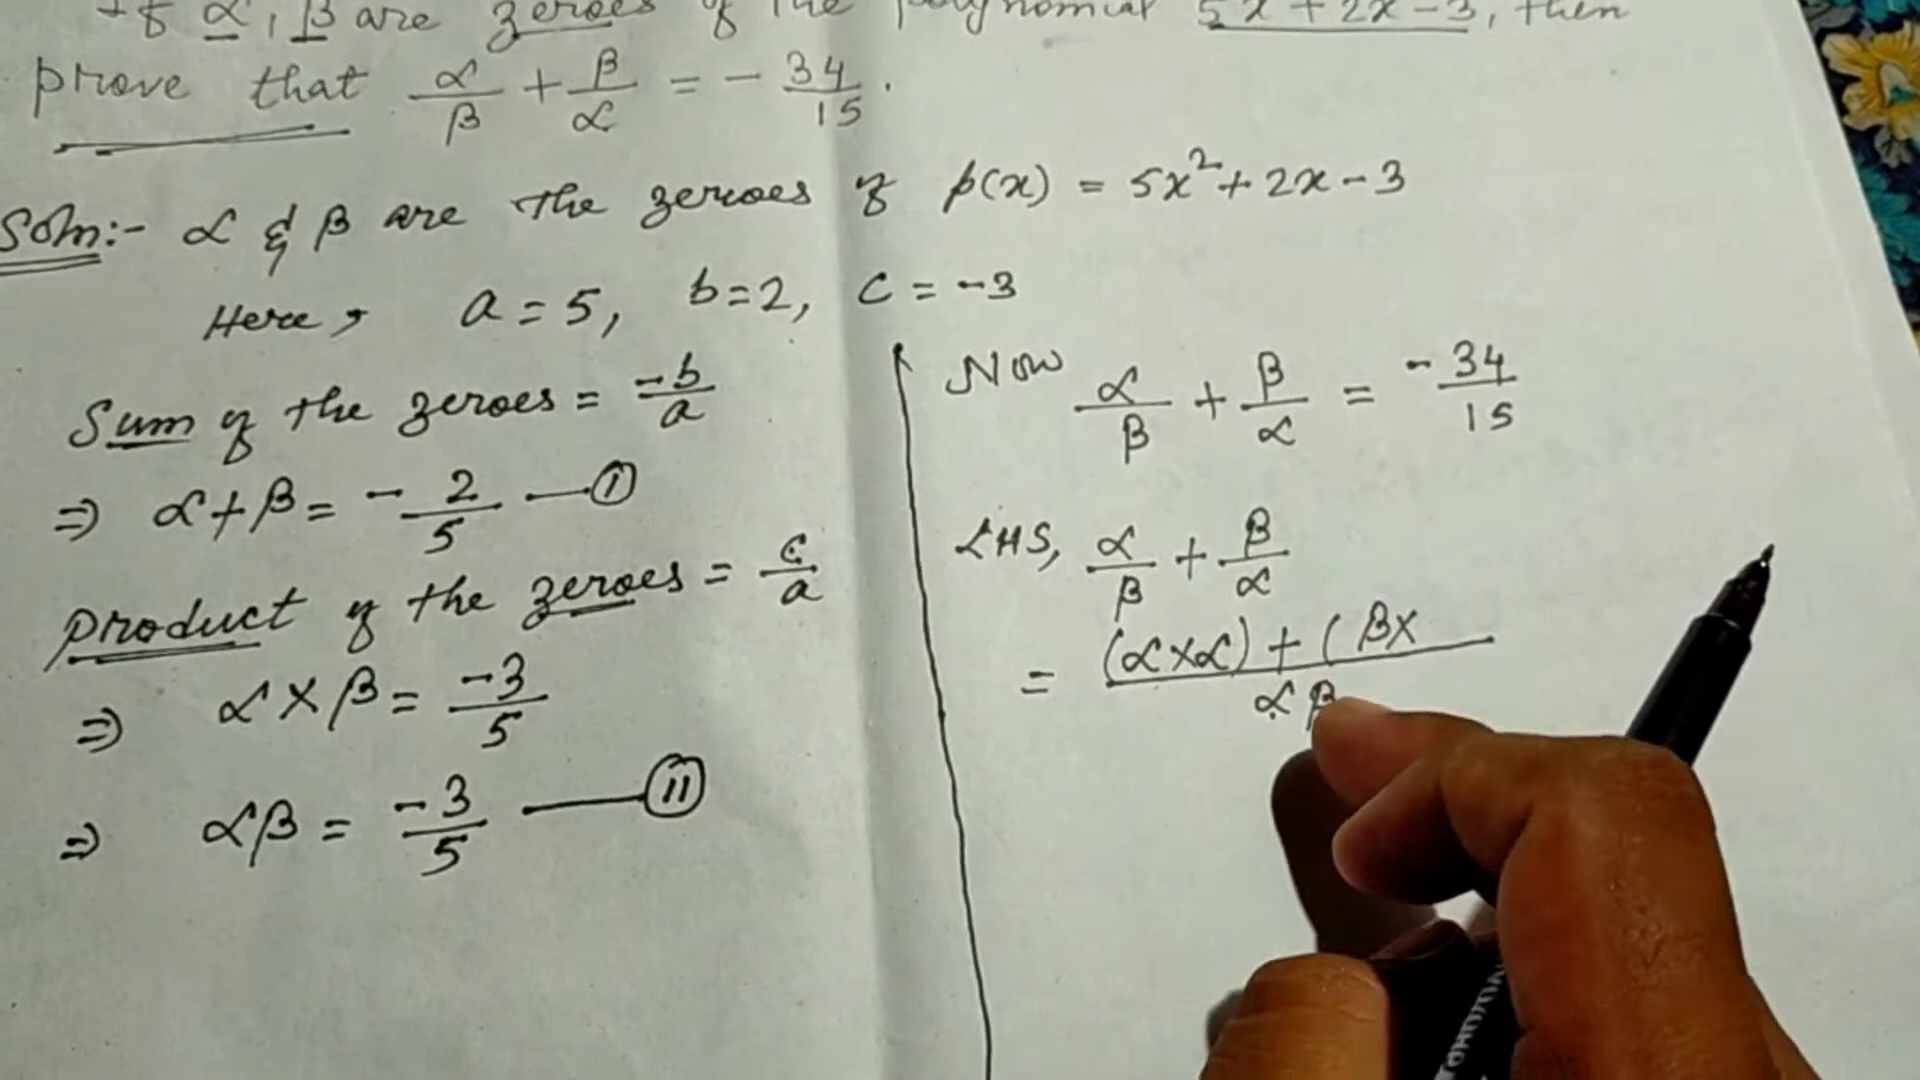 If α, β are zeroes of the polynomial 5x²+2x-3, then
prove that α/β + β/α = - 34/15.
Soln:- α & β are the zeroes of p(x) = 5x²+2x-3
Here, a=5, b=2, c=-3
Sum of the zeroes = -b/a
⇒ α+β = - 2/5 —(I)
Product of the zeroes = c/a
⇒ α×β = -3/5
⇒ αβ = -3/5 —(II)
Now α/β + β/α = -34/15
LHS, α/β + β/α
= (α×α) + (β× / αβ